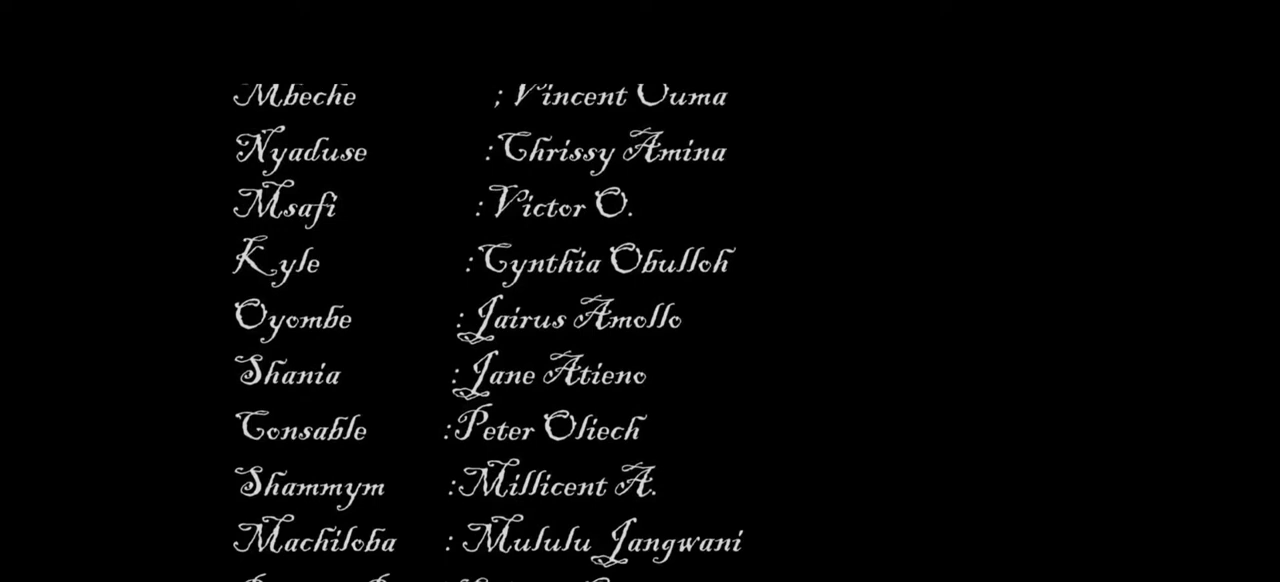 Mbeche ; Vincent Ouma
Nyaduse :Chrissy Amina
Msafi :Victor O.
Kyle :Cynthia Obulloh
Oyombe :Jairus Amollo
Shania :Jane Atieno
Consable :Peter Oliech
Shammym :Millicent A.
Machiloba : Mululu Jangwani